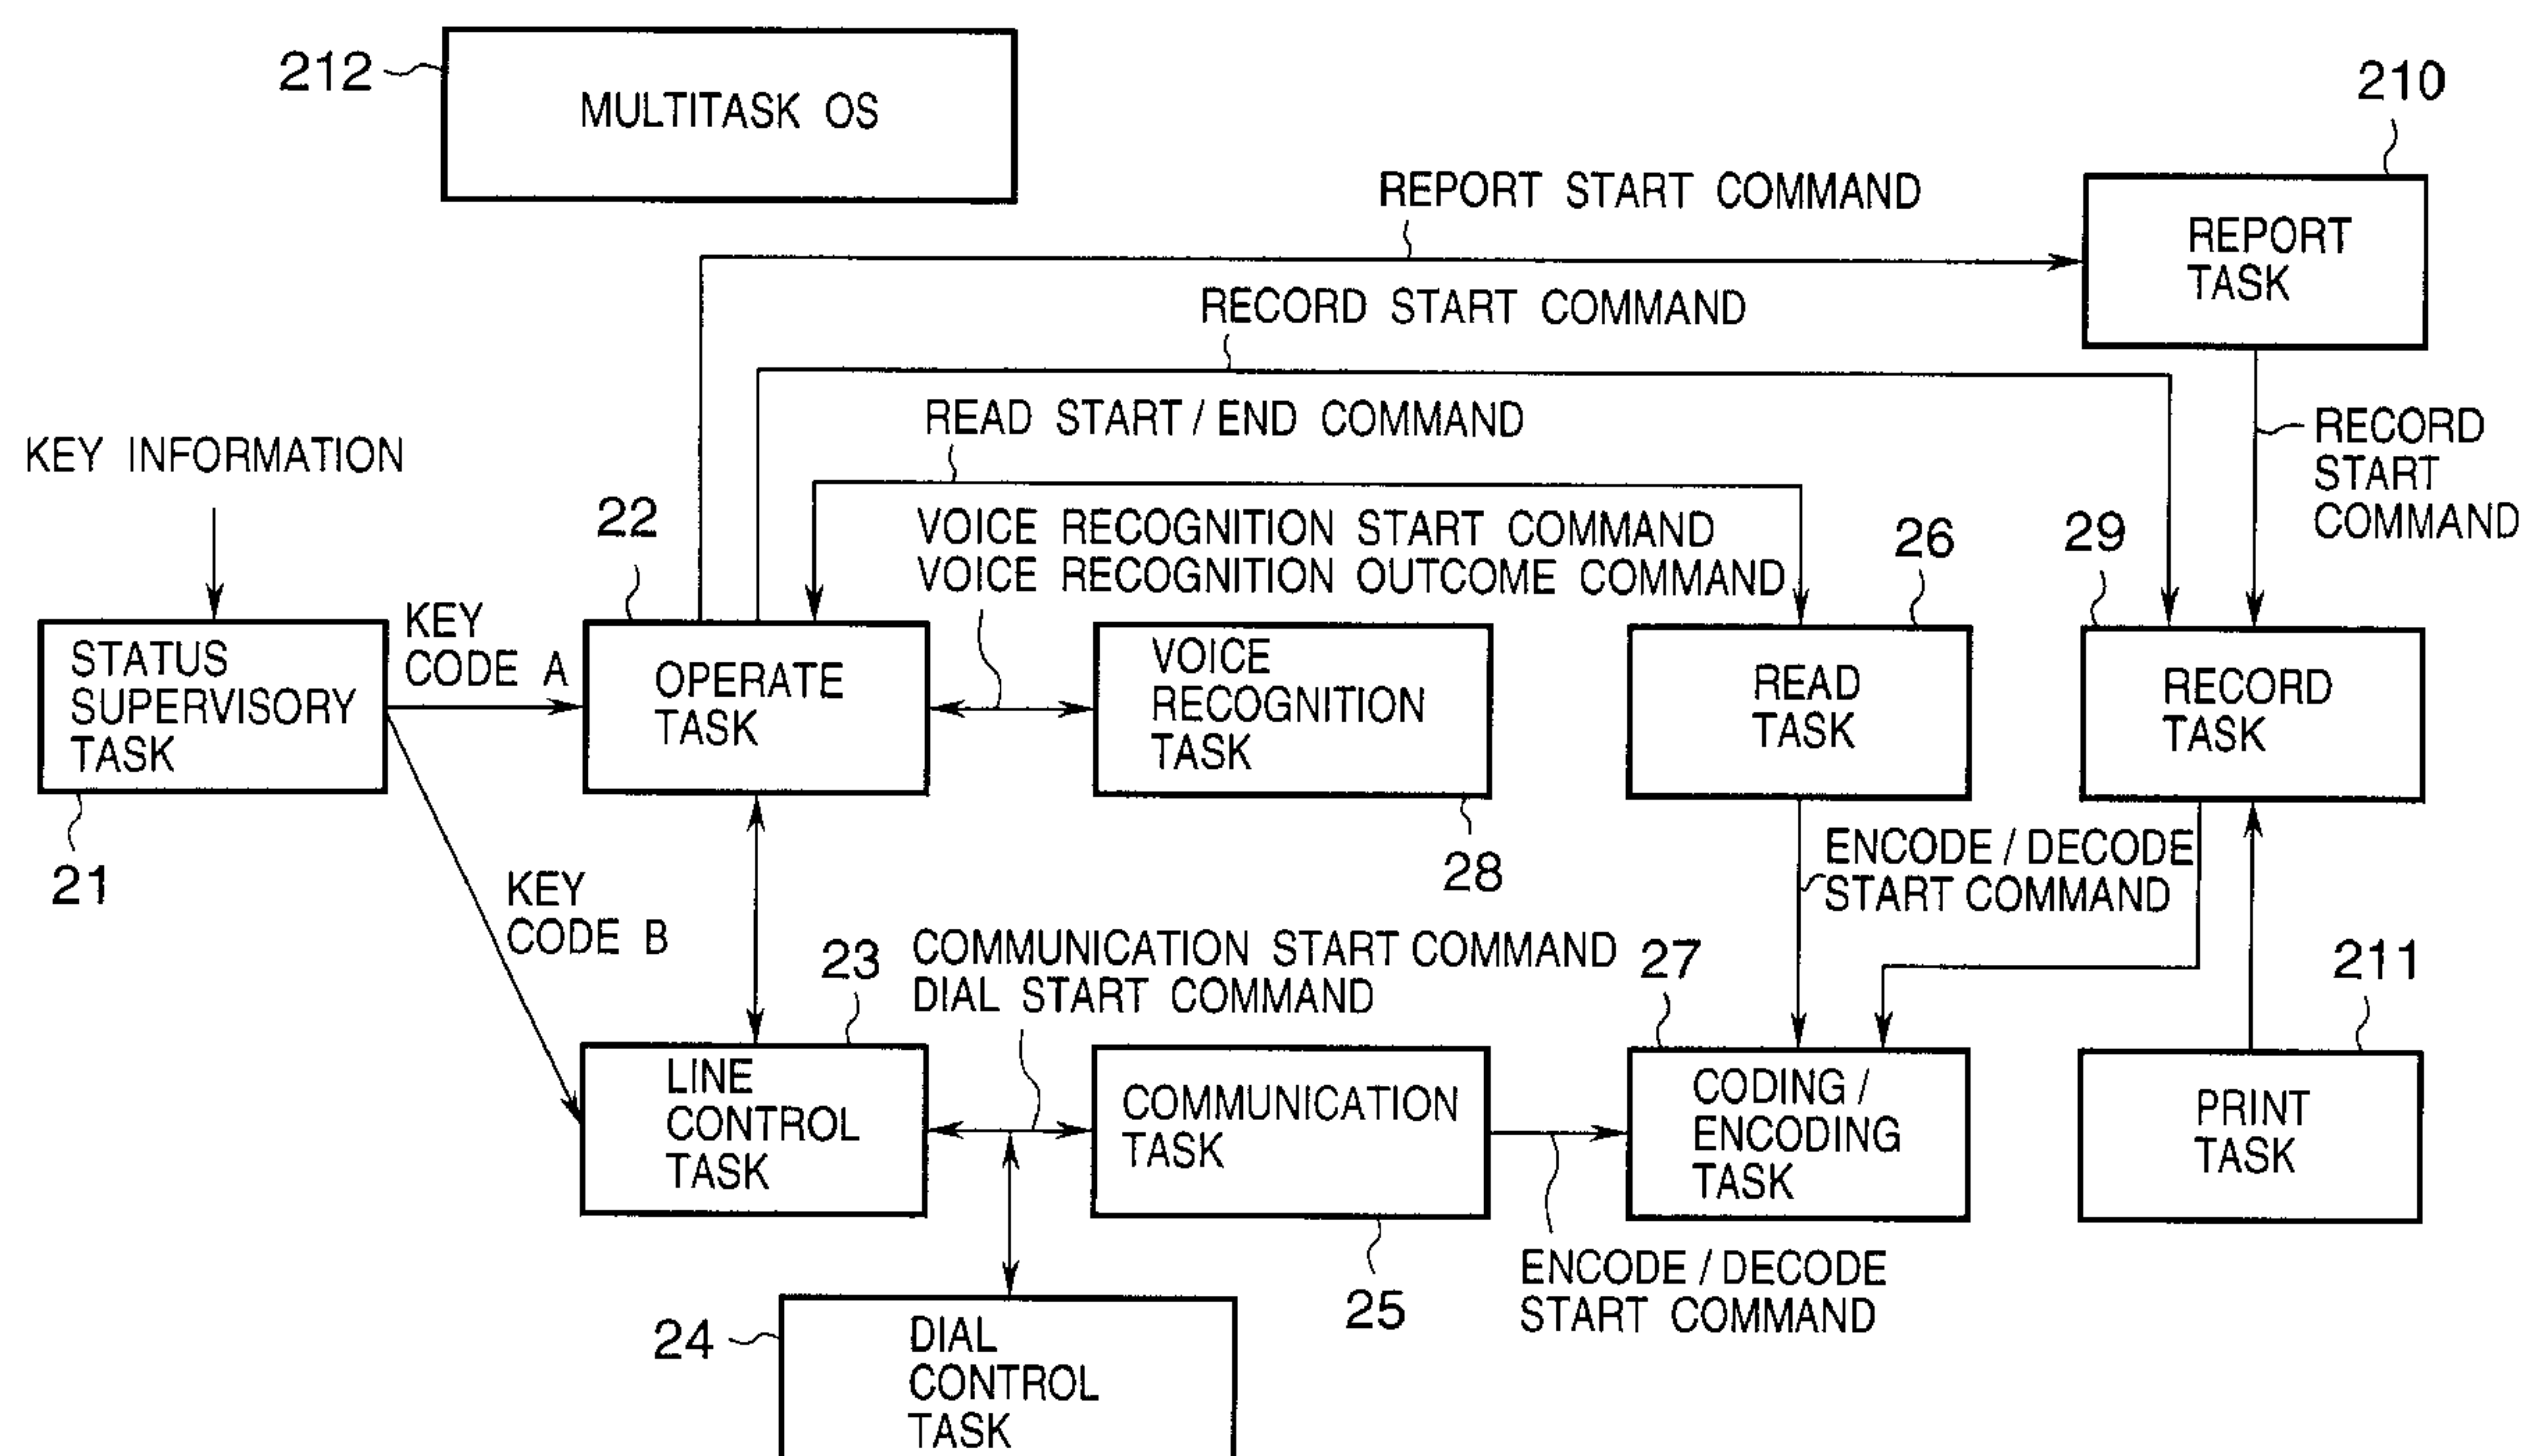 212
MULTITASK OS
210
REPORT START COMMAND
REPORT
TASK
RECORD START COMMAND
READ START / END COMMAND
RECORD
START
COMMAND
KEY INFORMATION
22
VOICE RECOGNITION START COMMAND
VOICE RECOGNITION OUTCOME COMMAND
26
29
KEY
CODE A
STATUS
SUPERVISORY
TASK
OPERATE
TASK
VOICE
RECOGNITION
TASK
READ
TASK
RECORD
TASK
21
28
ENCODE / DECODE
START COMMAND
KEY
CODE B
23
COMMUNICATION START COMMAND
DIAL START COMMAND
27
211
LINE
CONTROL
TASK
COMMUNICATION
TASK
CODING /
ENCODING
TASK
PRINT
TASK
25
ENCODE / DECODE
START COMMAND
24
DIAL
CONTROL
TASK